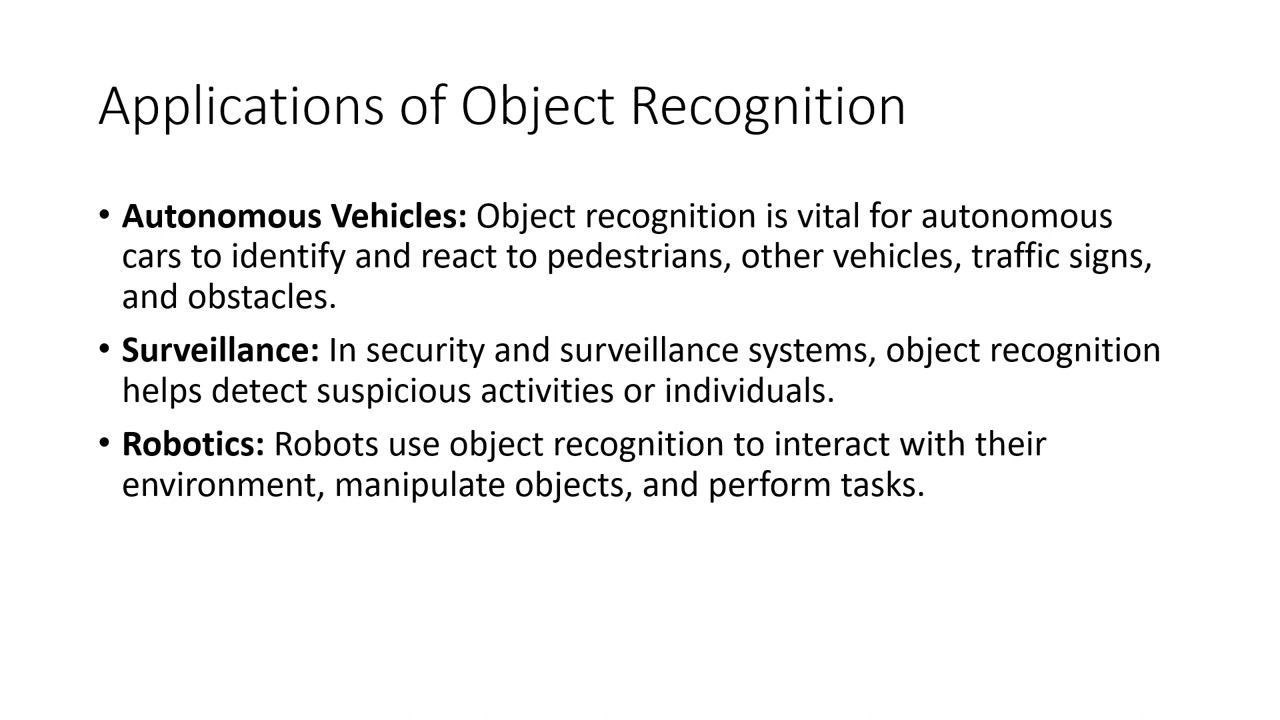 Applications of Object Recognition
• Autonomous Vehicles: Object recognition is vital for autonomous
cars to identify and react to pedestrians, other vehicles, traffic signs,
and obstacles.
• Surveillance: In security and surveillance systems, object recognition
helps detect suspicious activities or individuals.
• Robotics: Robots use object recognition to interact with their
environment, manipulate objects, and perform tasks.